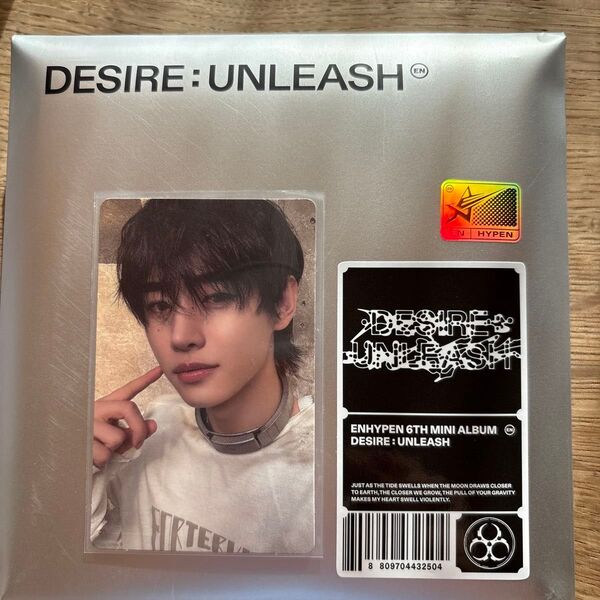 DESIRE : UNLEASH EN
EN | HYPEN
DESIRE :
UNLEASH
ENHYPEN 6TH MINI ALBUM EN
DESIRE : UNLEASH
JUST AS THE TIDE SWELLS WHEN THE MOON DRAWS CLOSER
TO EARTH, THE CLOSER WE GROW, THE PULL OF YOUR GRAVITY
MAKES MY HEART SWELL VIOLENTLY.
8 809704432504